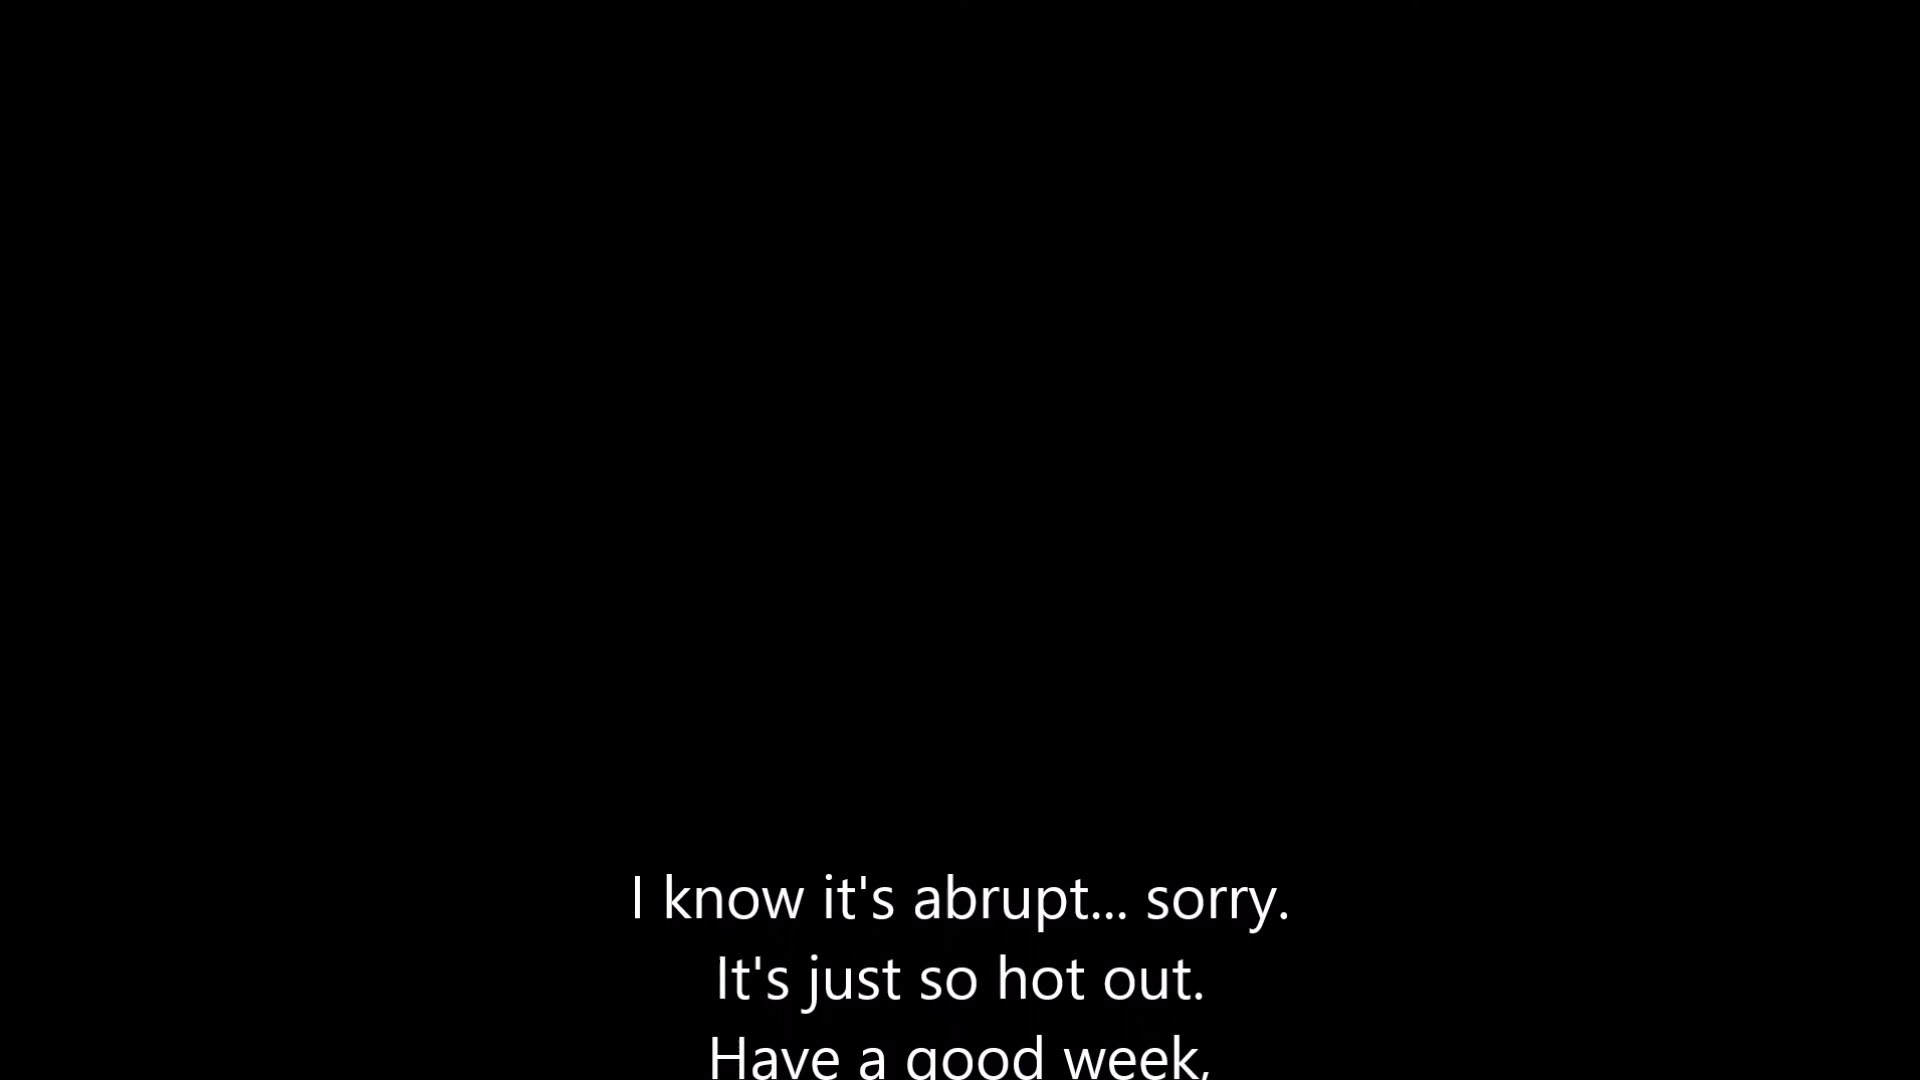 I know it's abrupt... sorry.
It's just so hot out.
Have a good week,